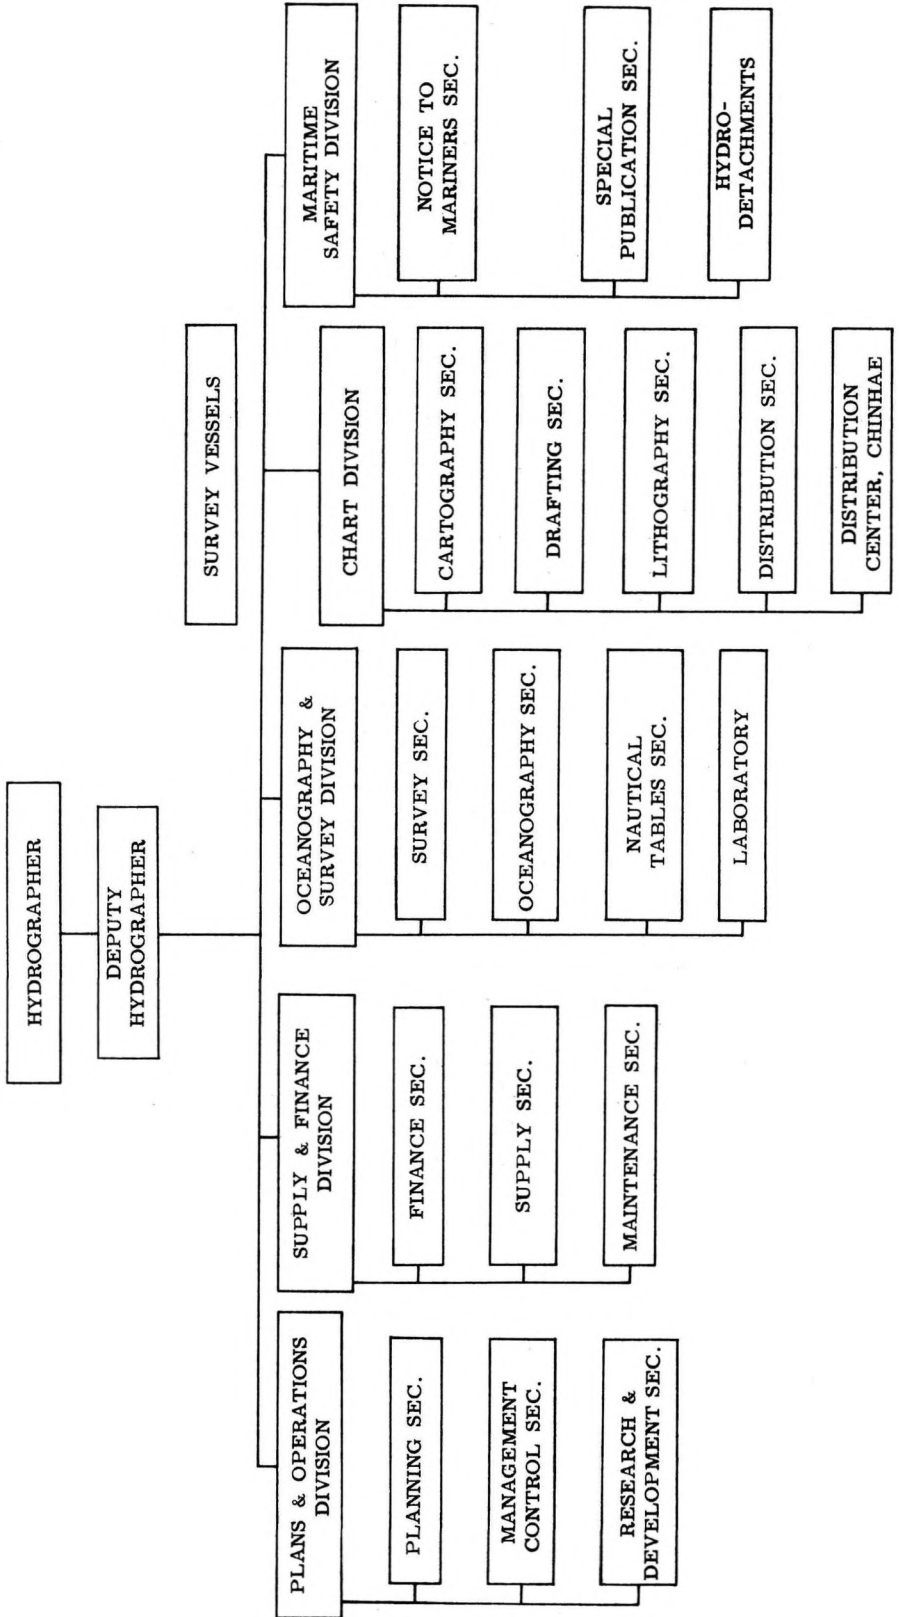 HYDROGRAPHER
DEPUTY
HYDROGRAPHER
SURVEY VESSELS
PLANS & OPERATIONS
DIVISION
PLANNING SEC.
MANAGEMENT
CONTROL SEC.
RESEARCH &
DEVELOPMENT SEC.
SUPPLY & FINANCE
DIVISION
FINANCE SEC.
SUPPLY SEC.
MAINTENANCE SEC.
OCEANOGRAPHY &
SURVEY DIVISION
SURVEY SEC.
OCEANOGRAPHY SEC.
NAUTICAL
TABLES SEC.
LABORATORY
CHART DIVISION
CARTOGRAPHY SEC.
DRAFTING SEC.
LITHOGRAPHY SEC.
DISTRIBUTION SEC.
DISTRIBUTION
CENTER, CHINHAE
MARITIME
SAFETY DIVISION
NOTICE TO
MARINERS SEC.
SPECIAL
PUBLICATION SEC.
HYDRO-
DETACHMENTS